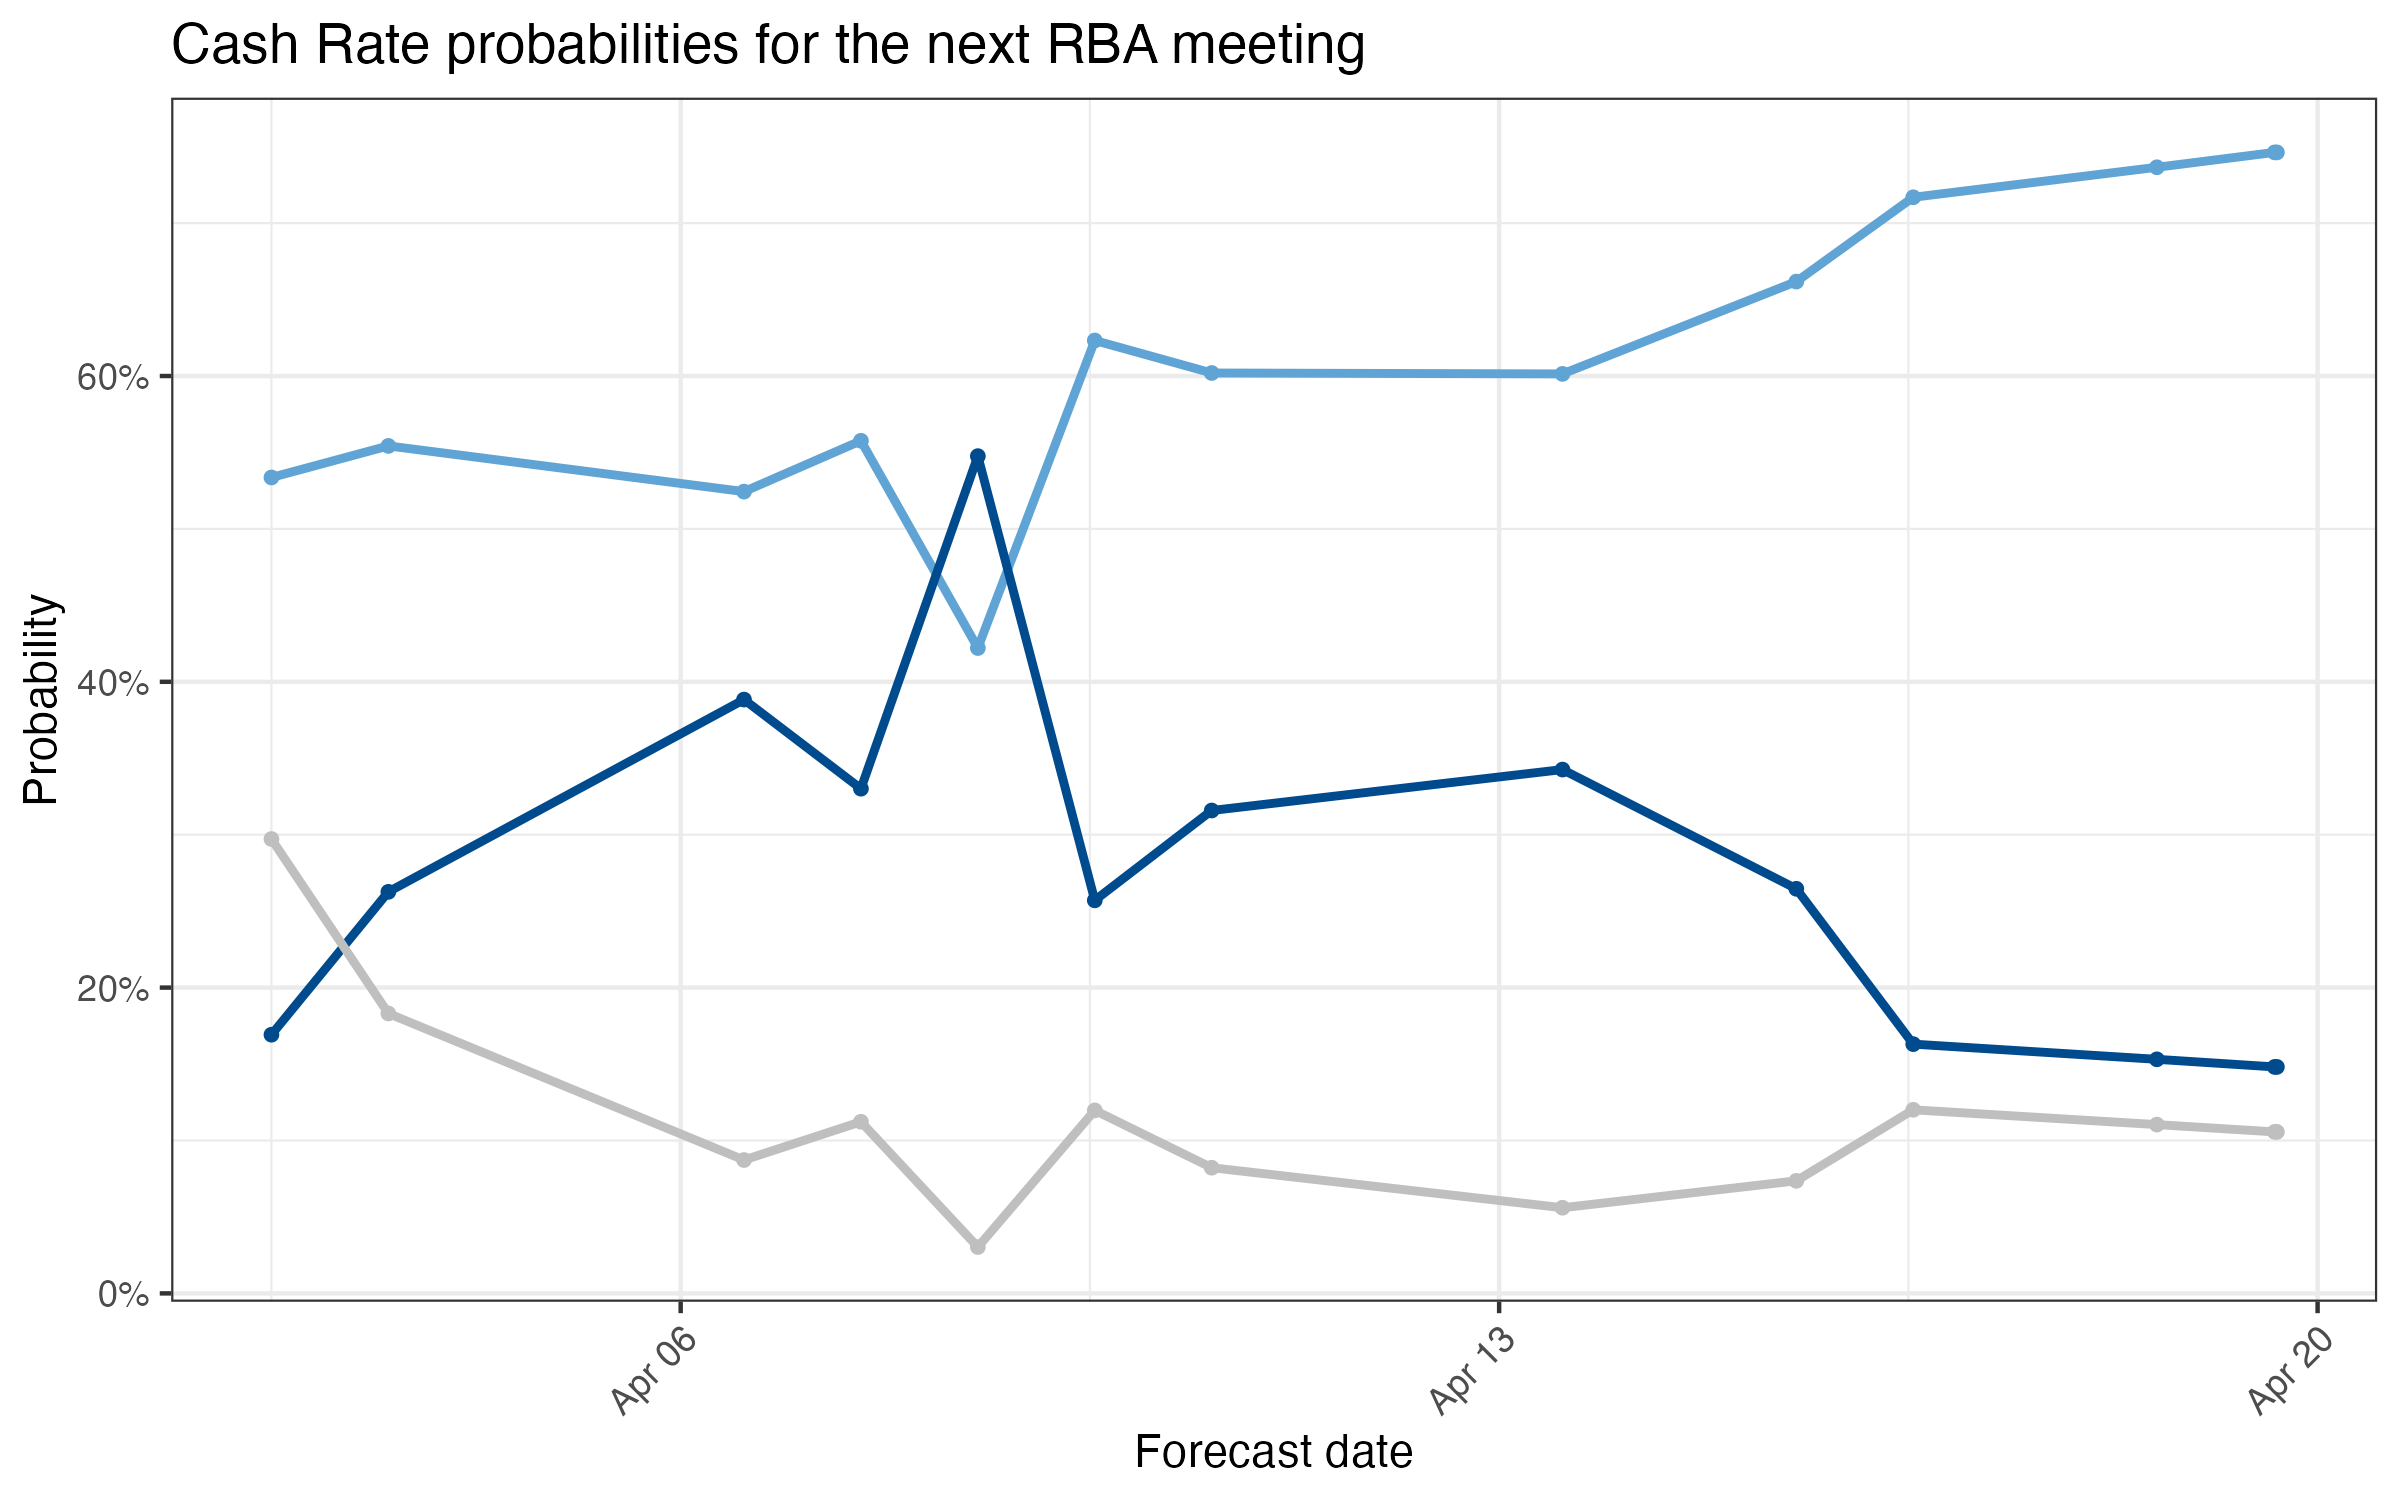 Cash Rate probabilities for the next RBA meeting
Probability
60%
40%
20%
0%
Apr 06
Apr 13
Apr 20
Forecast date